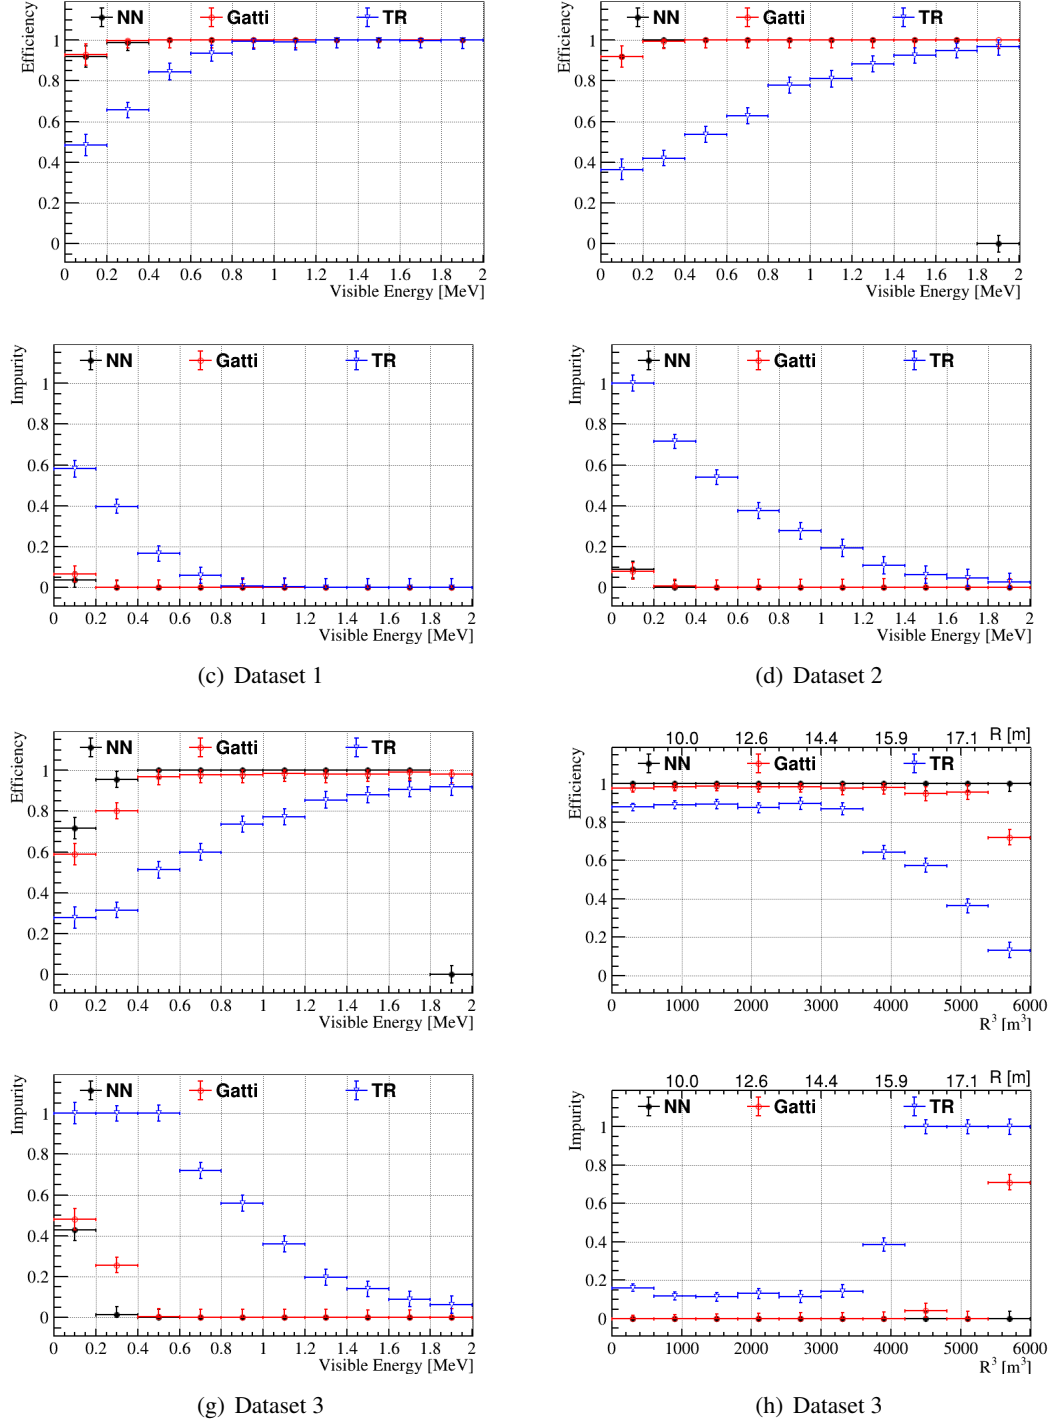 NN Gatti TR
Efficiency
1
0.8
0.6
0.4
0.2
0
0 0.2 0.4 0.6 0.8 1 1.2 1.4 1.6 1.8 2
Visible Energy [MeV]
NN Gatti TR
Efficiency
1
0.8
0.6
0.4
0.2
0
0 0.2 0.4 0.6 0.8 1 1.2 1.4 1.6 1.8 2
Visible Energy [MeV]
NN Gatti TR
Impurity
1
0.8
0.6
0.4
0.2
0
0 0.2 0.4 0.6 0.8 1 1.2 1.4 1.6 1.8 2
Visible Energy [MeV]
(c) Dataset 1
NN Gatti TR
Impurity
1
0.8
0.6
0.4
0.2
0
0 0.2 0.4 0.6 0.8 1 1.2 1.4 1.6 1.8 2
Visible Energy [MeV]
(d) Dataset 2
NN Gatti TR
Efficiency
1
0.8
0.6
0.4
0.2
0
0 0.2 0.4 0.6 0.8 1 1.2 1.4 1.6 1.8 2
Visible Energy [MeV]
10.0 12.6 14.4 15.9 17.1 R [m]
NN Gatti TR
Efficiency
1
0.8
0.6
0.4
0.2
0
0 1000 2000 3000 4000 5000 6000
R³ [m³]
NN Gatti TR
Impurity
1
0.8
0.6
0.4
0.2
0
0 0.2 0.4 0.6 0.8 1 1.2 1.4 1.6 1.8 2
Visible Energy [MeV]
(g) Dataset 3
10.0 12.6 14.4 15.9 17.1 R [m]
NN Gatti TR
Impurity
1
0.8
0.6
0.4
0.2
0
0 1000 2000 3000 4000 5000 6000
R³ [m³]
(h) Dataset 3